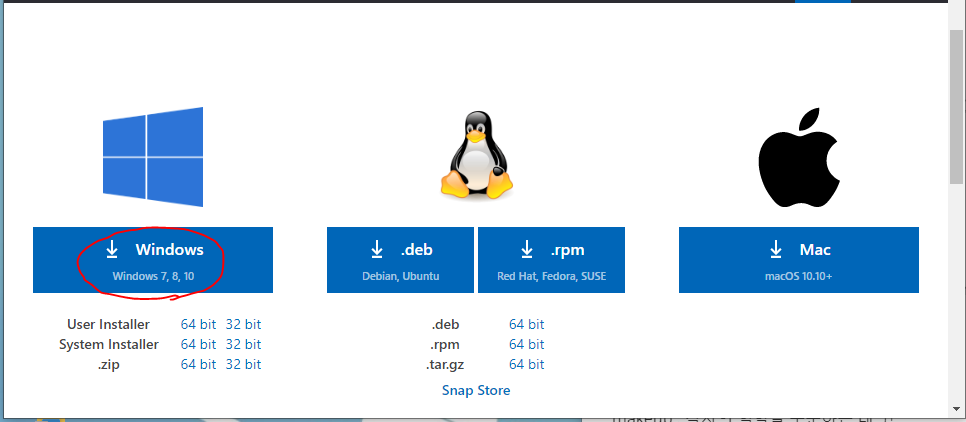 Windows
Windows 7, 8, 10
.deb
Debian, Ubuntu
.rpm
Red Hat, Fedora, SUSE
Mac
macOS 10.10+
User Installer 64 bit 32 bit
System Installer 64 bit 32 bit
.zip 64 bit 32 bit
.deb 64 bit
.rpm 64 bit
.tar.gz 64 bit
Snap Store